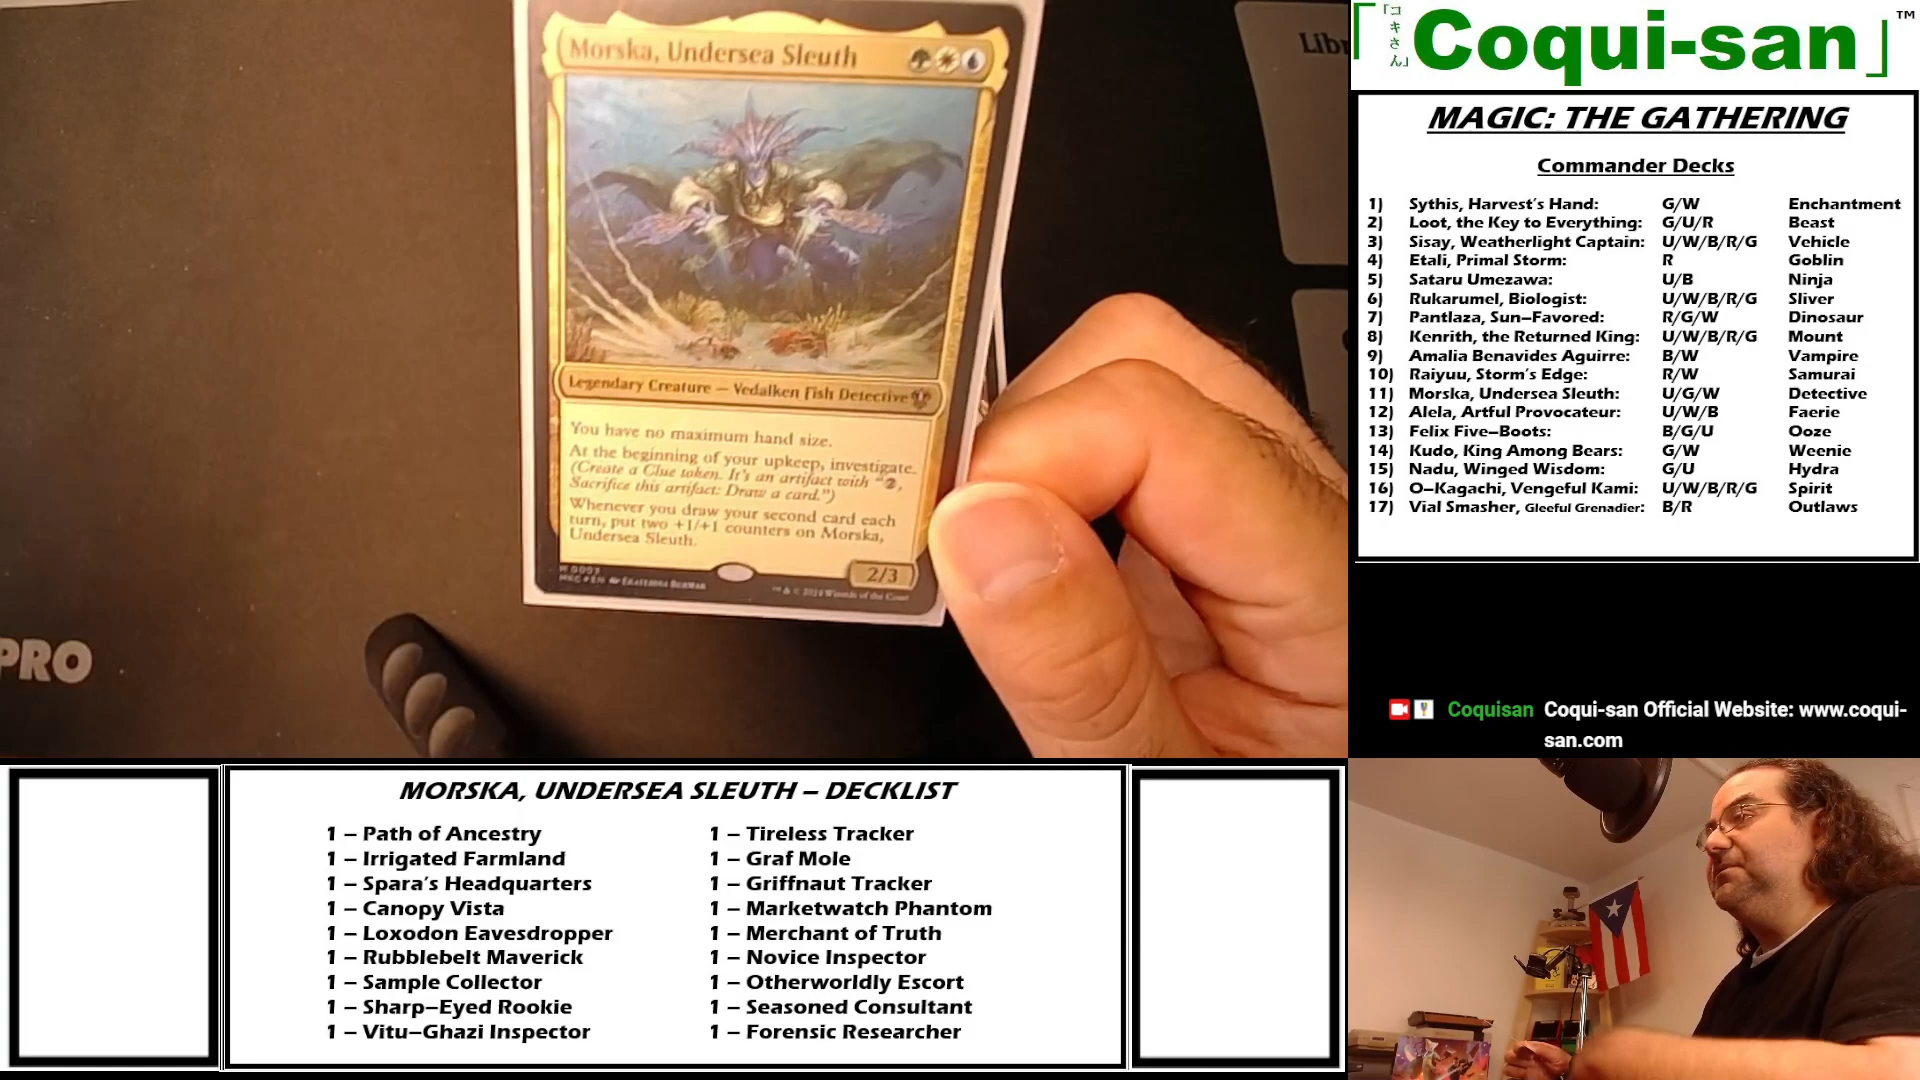 Morska, Undersea Sleuth
Legendary Creature — Vedalken Fish Detective
You have no maximum hand size.
At the beginning of your upkeep, investigate.
(Create a Clue token. It's an artifact with "2,
Sacrifice this artifact: Draw a card.")
Whenever you draw your second card each
turn, put two +1/+1 counters on Morska,
Undersea Sleuth.
2/3
PRO
「コキさん」
「Coqui-san」™
MAGIC: THE GATHERING
Commander Decks
1) Sythis, Harvest's Hand: G/W Enchantment
2) Loot, the Key to Everything: G/U/R Beast
3) Sisay, Weatherlight Captain: U/W/B/R/G Vehicle
4) Etali, Primal Storm: R Goblin
5) Sataru Umezawa: U/B Ninja
6) Rukarumel, Biologist: U/W/B/R/G Sliver
7) Pantlaza, Sun–Favored: R/G/W Dinosaur
8) Kenrith, the Returned King: U/W/B/R/G Mount
9) Amalia Benavides Aguirre: B/W Vampire
10) Raiyuu, Storm's Edge: R/W Samurai
11) Morska, Undersea Sleuth: U/G/W Detective
12) Alela, Artful Provocateur: U/W/B Faerie
13) Felix Five–Boots: B/G/U Ooze
14) Kudo, King Among Bears: G/W Weenie
15) Nadu, Winged Wisdom: G/U Hydra
16) O–Kagachi, Vengeful Kami: U/W/B/R/G Spirit
17) Vial Smasher, Gleeful Grenadier: B/R Outlaws
Coquisan Coqui-san Official Website: www.coqui-
san.com
MORSKA, UNDERSEA SLEUTH – DECKLIST
1 – Path of Ancestry
1 – Irrigated Farmland
1 – Spara's Headquarters
1 – Canopy Vista
1 – Loxodon Eavesdropper
1 – Rubblebelt Maverick
1 – Sample Collector
1 – Sharp–Eyed Rookie
1 – Vitu–Ghazi Inspector
1 – Tireless Tracker
1 – Graf Mole
1 – Griffnaut Tracker
1 – Marketwatch Phantom
1 – Merchant of Truth
1 – Novice Inspector
1 – Otherworldly Escort
1 – Seasoned Consultant
1 – Forensic Researcher